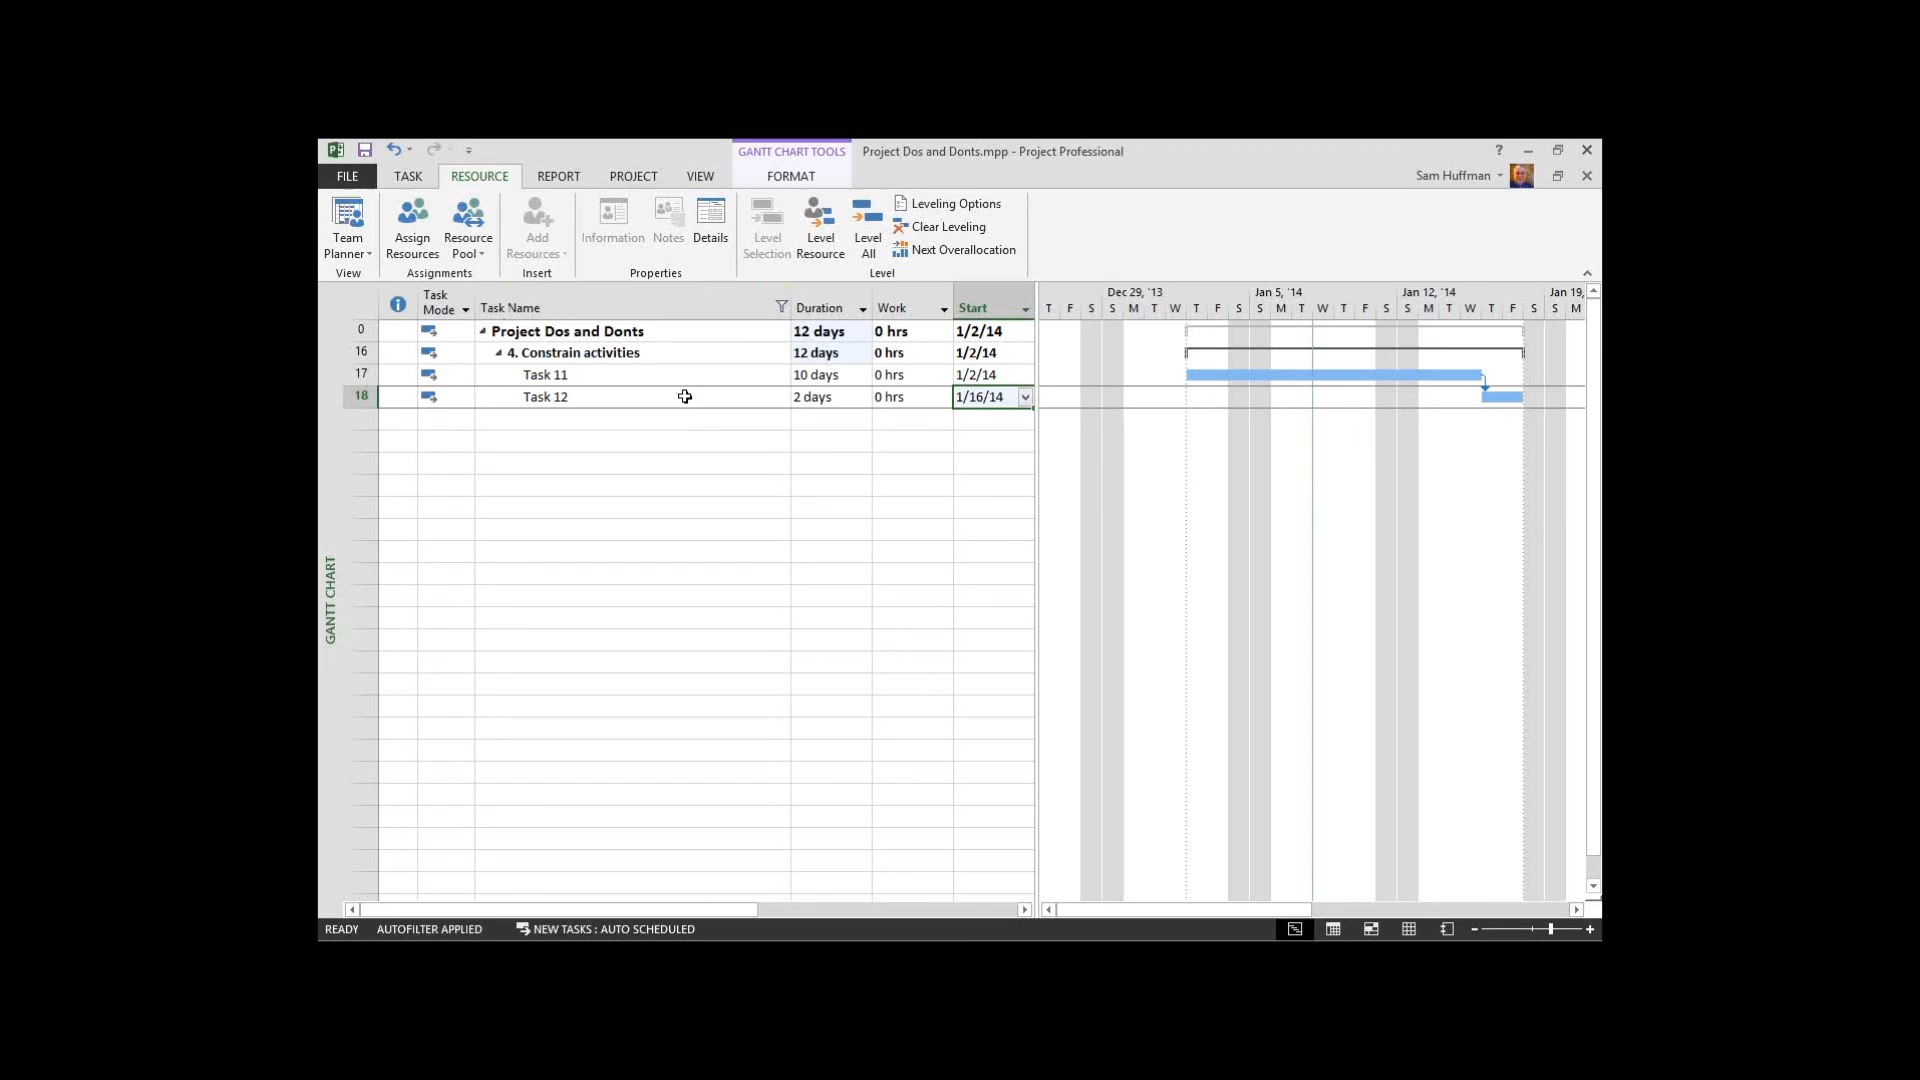 GANTT CHART TOOLS
Project Dos and Donts.mpp - Project Professional
?
FILE
TASK
RESOURCE
REPORT
PROJECT
VIEW
FORMAT
Sam Huffman
Team Planner
Assign Resources
Resource Pool
Add Resources
Information
Notes
Details
Level Selection
Level Resource
Level All
Leveling Options
Clear Leveling
Next Overallocation
View
Assignments
Insert
Properties
Level
Task Mode
Task Name
Duration
Work
Start
Dec 29, '13
Jan 5, '14
Jan 12, '14
Jan 19,
T F S S M T W T F S S M T W T F S S M T W T F S S M
0 Project Dos and Donts 12 days 0 hrs 1/2/14
16 4. Constrain activities 12 days 0 hrs 1/2/14
17 Task 11 10 days 0 hrs 1/2/14
18 Task 12 2 days 0 hrs 1/16/14
GANTT CHART
READY
AUTOFILTER APPLIED
NEW TASKS : AUTO SCHEDULED